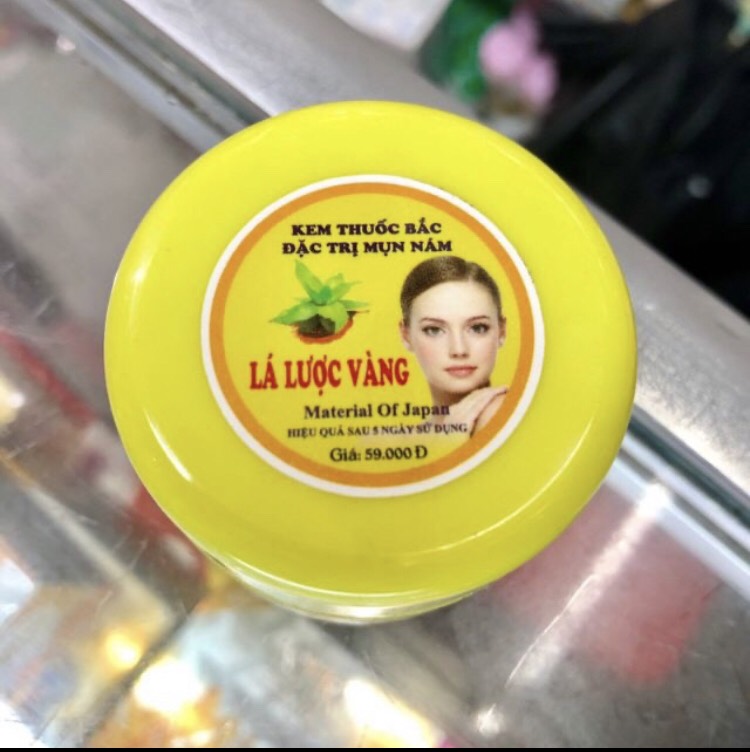 KEM THUỐC BẮC
ĐẶC TRỊ MỤN NÁM
LÁ LƯỢC VÀNG
Material Of Japan
HIỆU QUẢ SAU 5 NGÀY SỬ DỤNG
Giá: 59.000 Đ